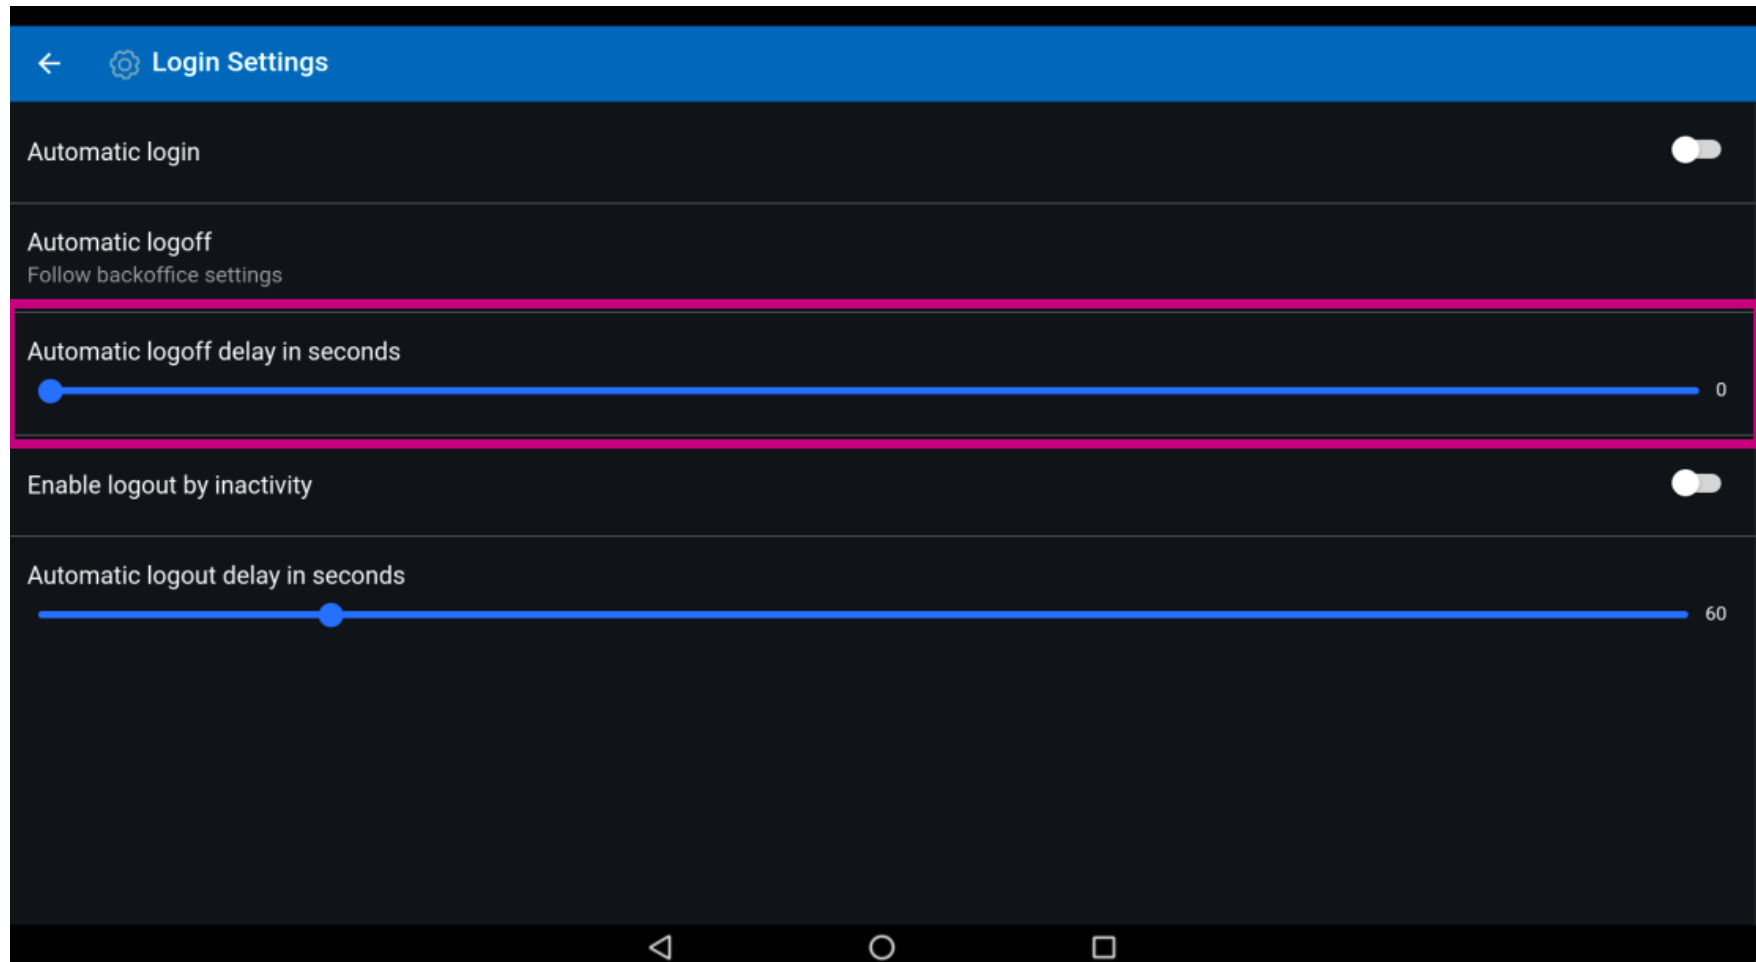 Login Settings
Automatic login
Automatic logoff
Follow backoffice settings
Automatic logoff delay in seconds
0
Enable logout by inactivity
Automatic logout delay in seconds
60